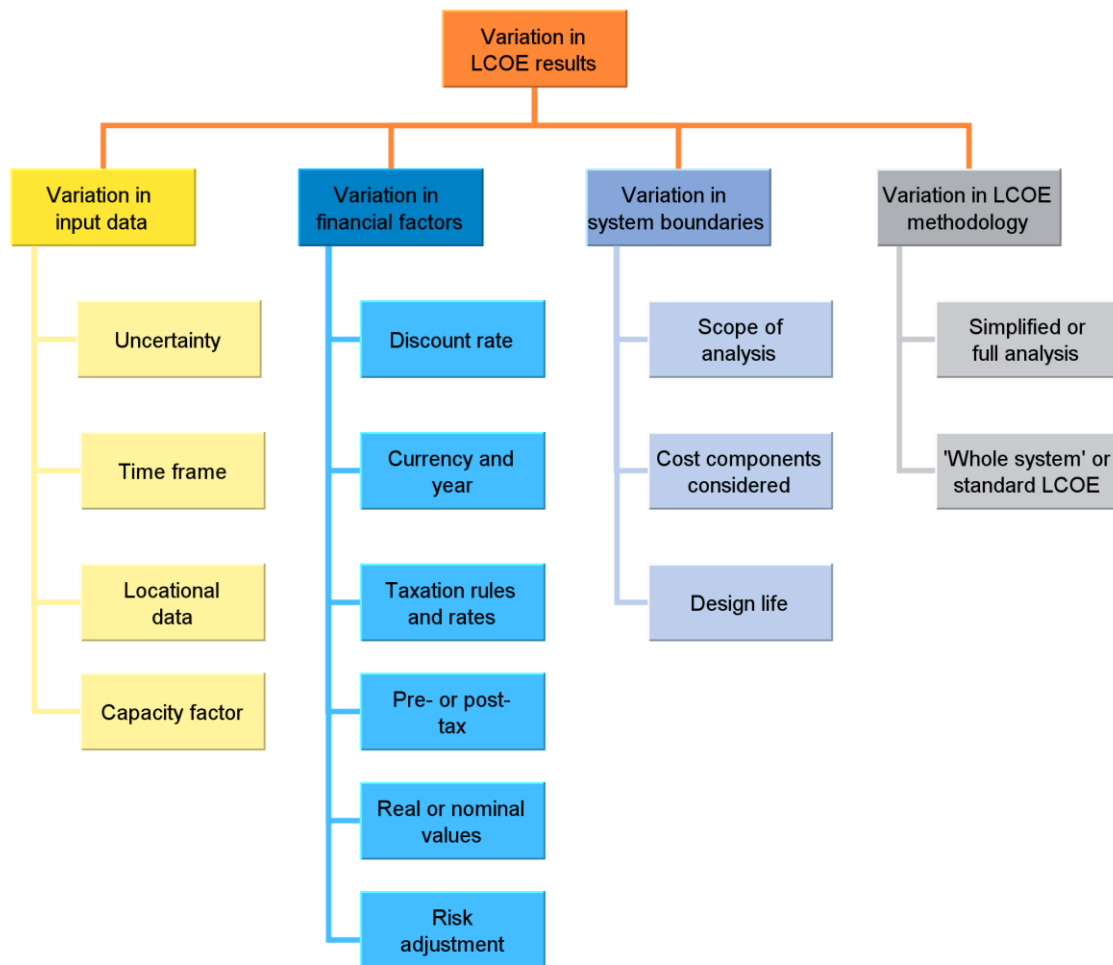 Variation in
LCOE results
Variation in
input data
Uncertainty
Time frame
Locational
data
Capacity factor
Variation in
financial factors
Discount rate
Currency and
year
Taxation rules
and rates
Pre- or post-
tax
Real or nominal
values
Risk
adjustment
Variation in
system boundaries
Scope of
analysis
Cost components
considered
Design life
Variation in LCOE
methodology
Simplified or
full analysis
'Whole system' or
standard LCOE